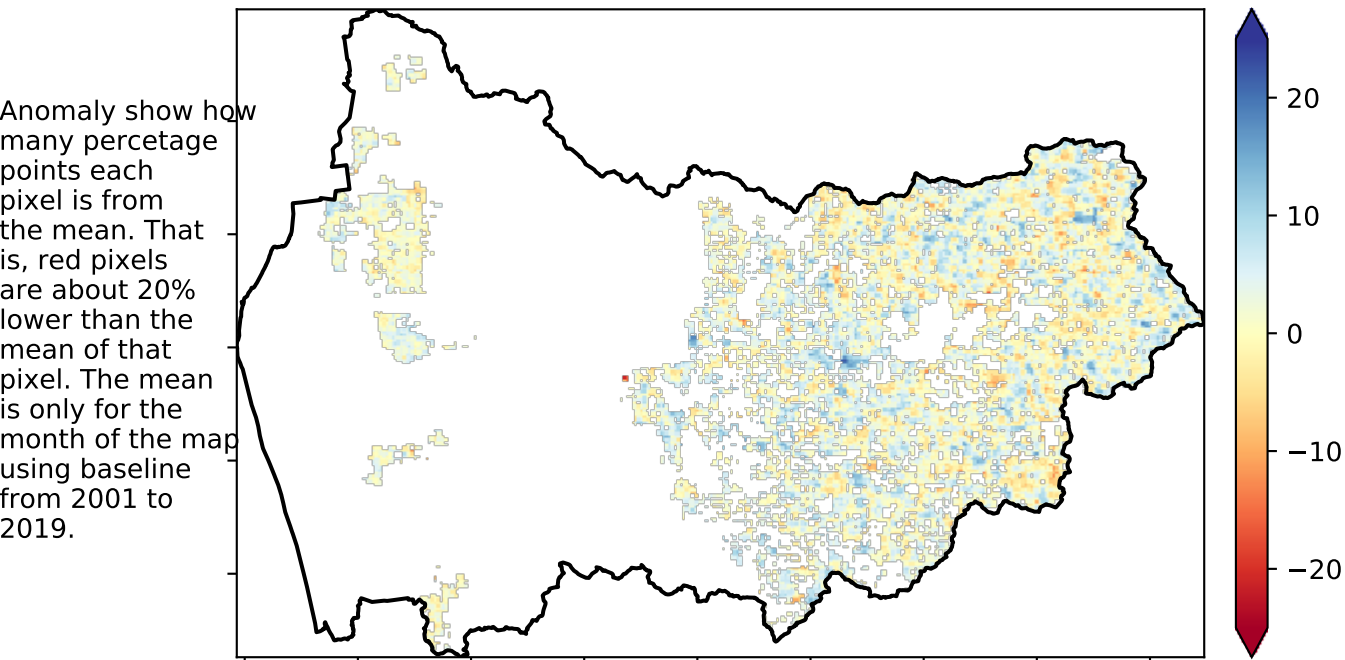 Anomaly show how
many percetage
points each
pixel is from
the mean. That
is, red pixels
are about 20%
lower than the
mean of that
pixel. The mean
is only for the
month of the map
using baseline
from 2001 to
2019.
20
10
0
−10
−20